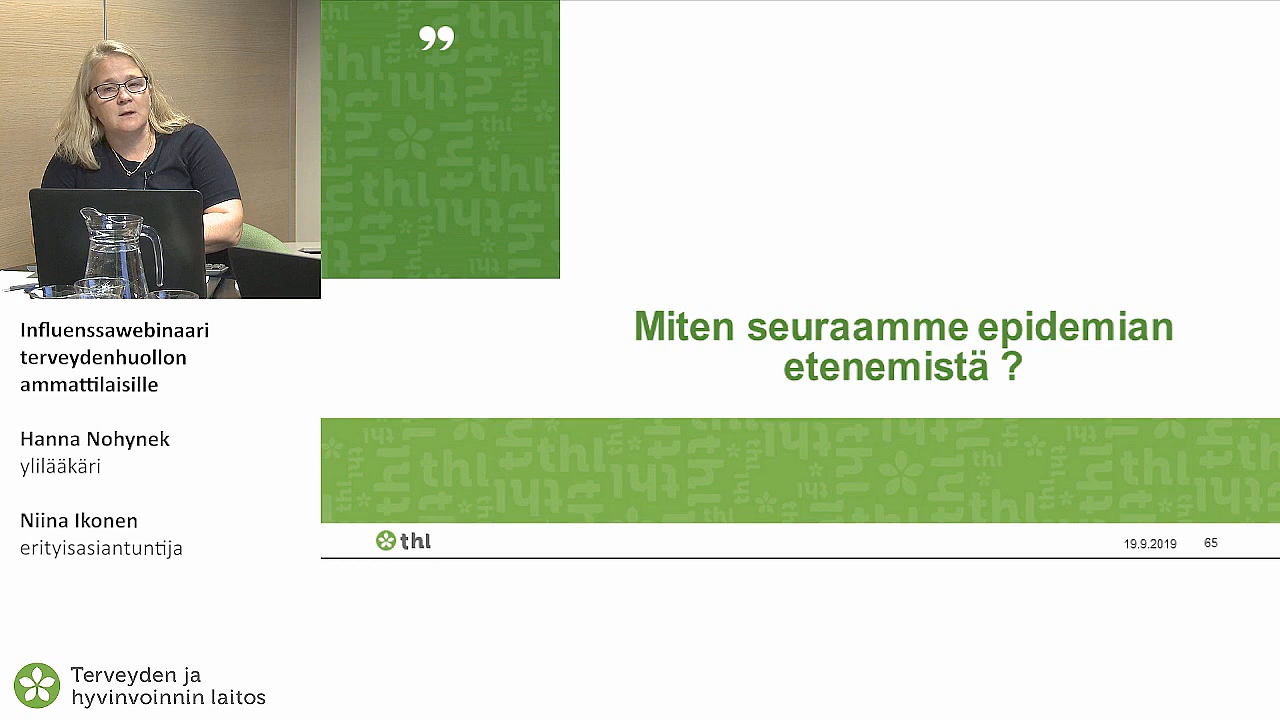 Influenssawebinaari
terveydenhuollon
ammattilaisille
Hanna Nohynek
ylilääkäri
Niina Ikonen
erityisasiantuntija
Terveyden ja
hyvinvoinnin laitos
”
Miten seuraamme epidemian
etenemistä ?
thl
19.9.2019 65